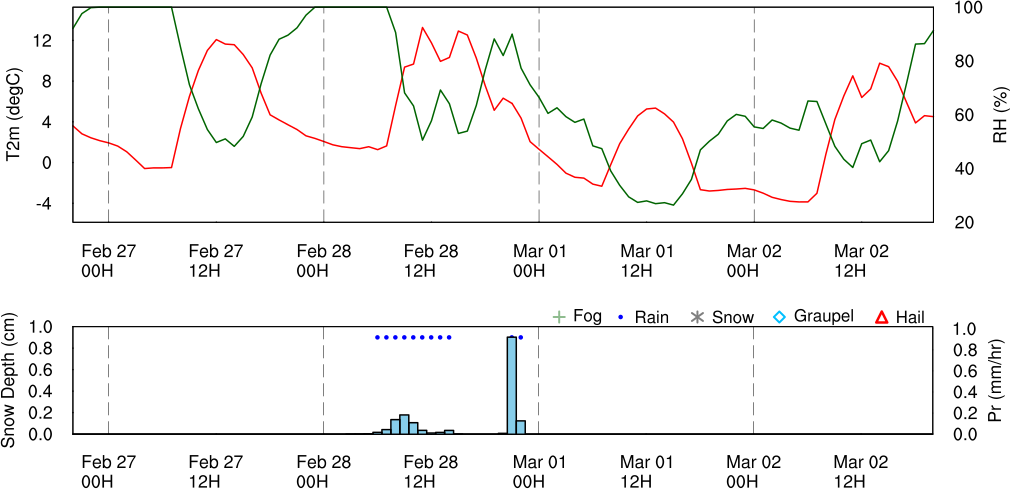 100
12
80
8
60
4
40
0
-4
20
T2m (degC)
RH (%)
Feb 27 Feb 27 Feb 28 Feb 28 Mar 01 Mar 01 Mar 02 Mar 02
00H 12H 00H 12H 00H 12H 00H 12H
Fog Rain Snow Graupel Hail
1.0 1.0
0.8 0.8
0.6 0.6
0.4 0.4
0.2 0.2
0.0 0.0
Snow Depth (cm)
Pr (mm/hr)
Feb 27 Feb 27 Feb 28 Feb 28 Mar 01 Mar 01 Mar 02 Mar 02
00H 12H 00H 12H 00H 12H 00H 12H